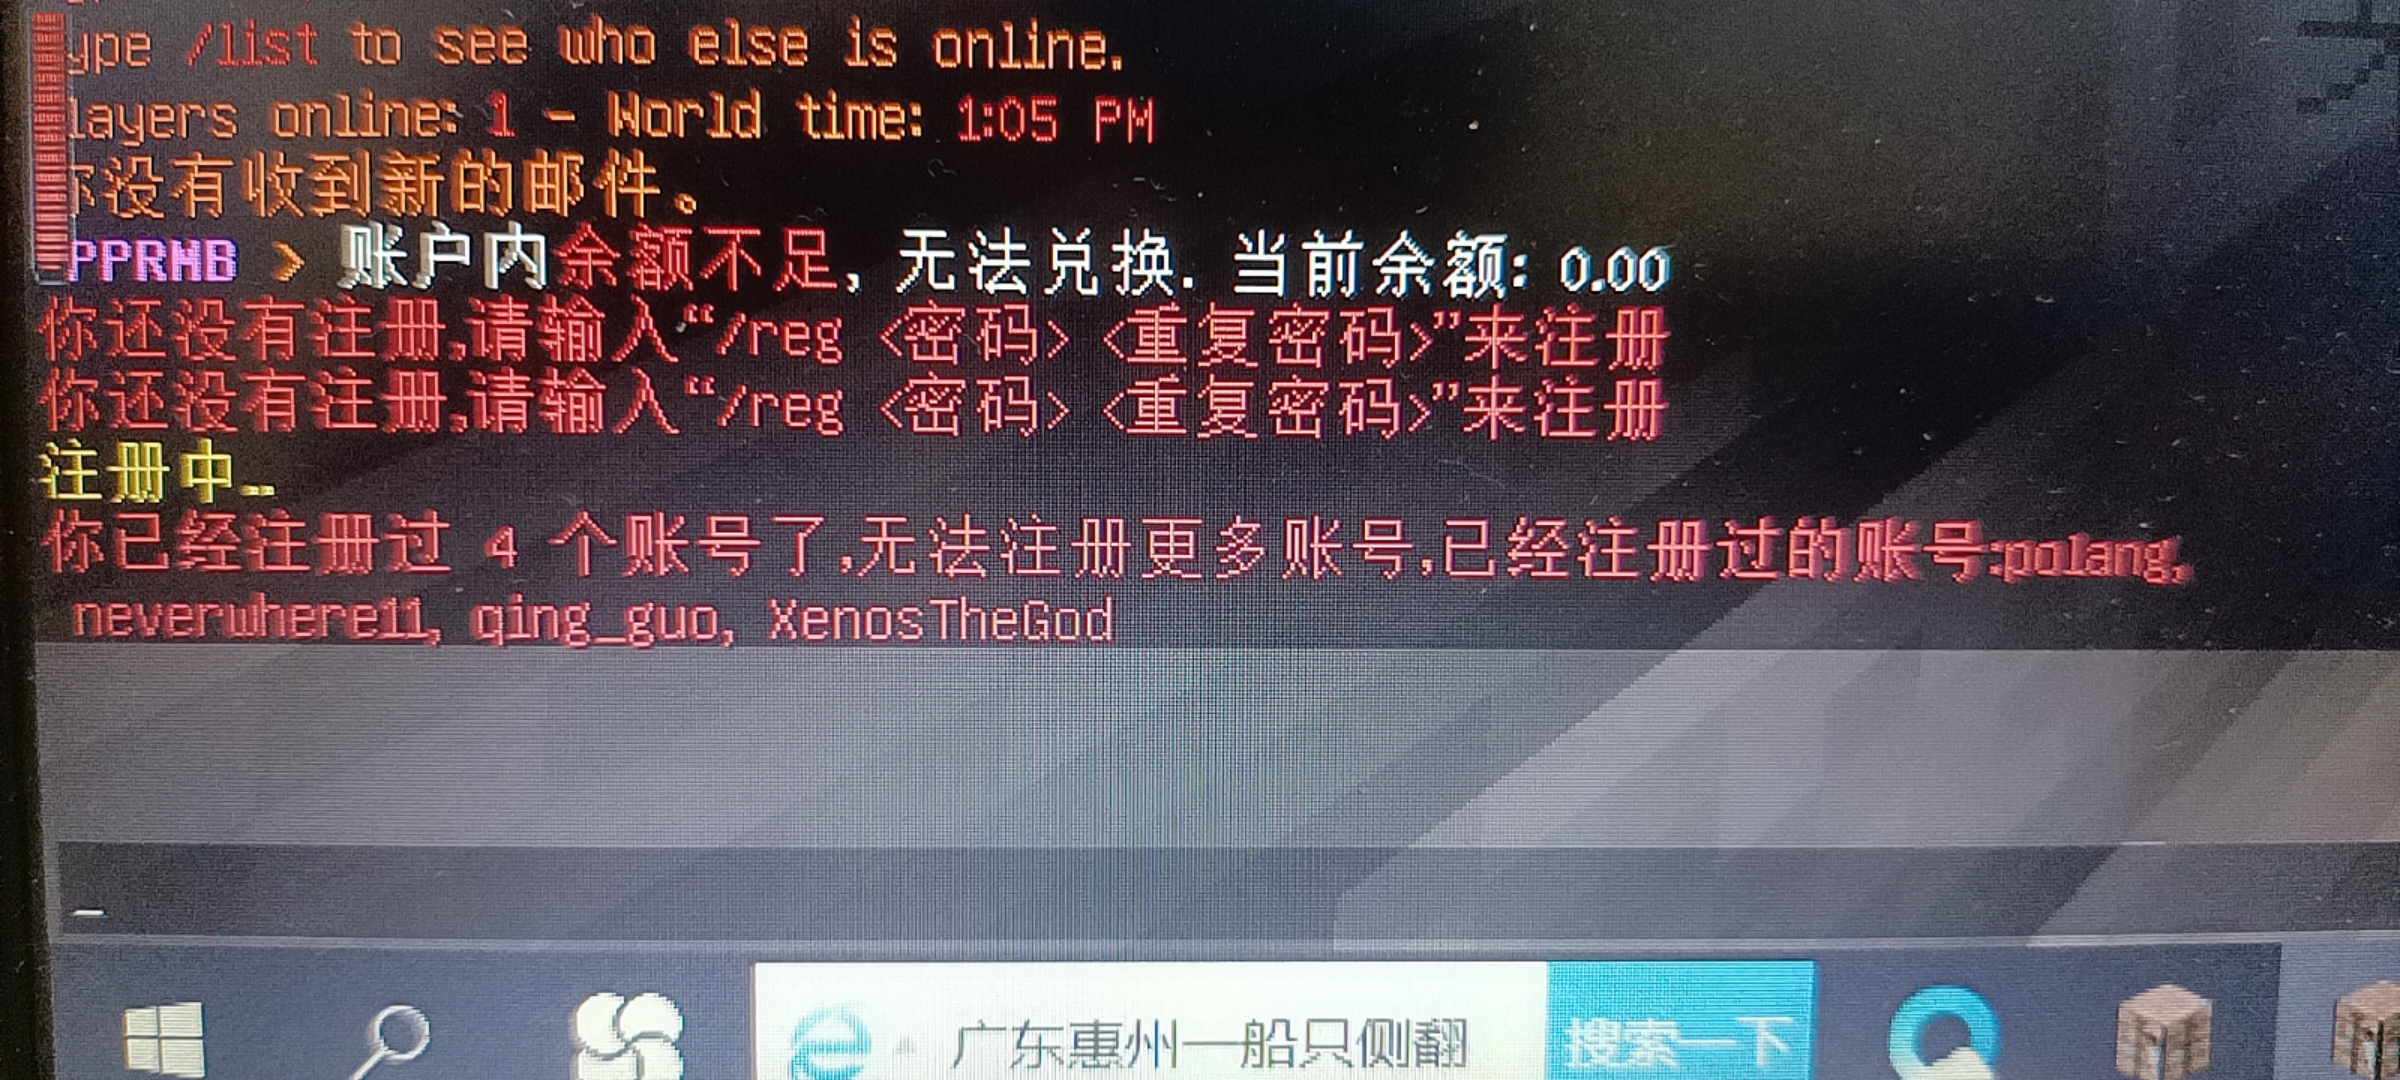 ype /list to see who else is online.
layers online: 1 - World time: 1:05 PM
你没有收到新的邮件。
PPRMB > 账户内余额不足, 无法兑换. 当前余额: 0.00
你还没有注册,请输入“/reg <密码> <重复密码>”来注册
你还没有注册,请输入“/reg <密码> <重复密码>”来注册
注册中…
你已经注册过 4 个账号了,无法注册更多账号,已经注册过的账号:polang,
neverwhere11, qing_guo, XenosTheGod
_
广东惠州一船只侧翻 搜索一下